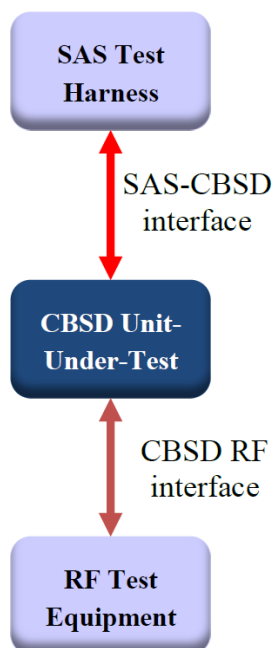 SAS Test
Harness
SAS-CBSD
interface
CBSD Unit-
Under-Test
CBSD RF
interface
RF Test
Equipment